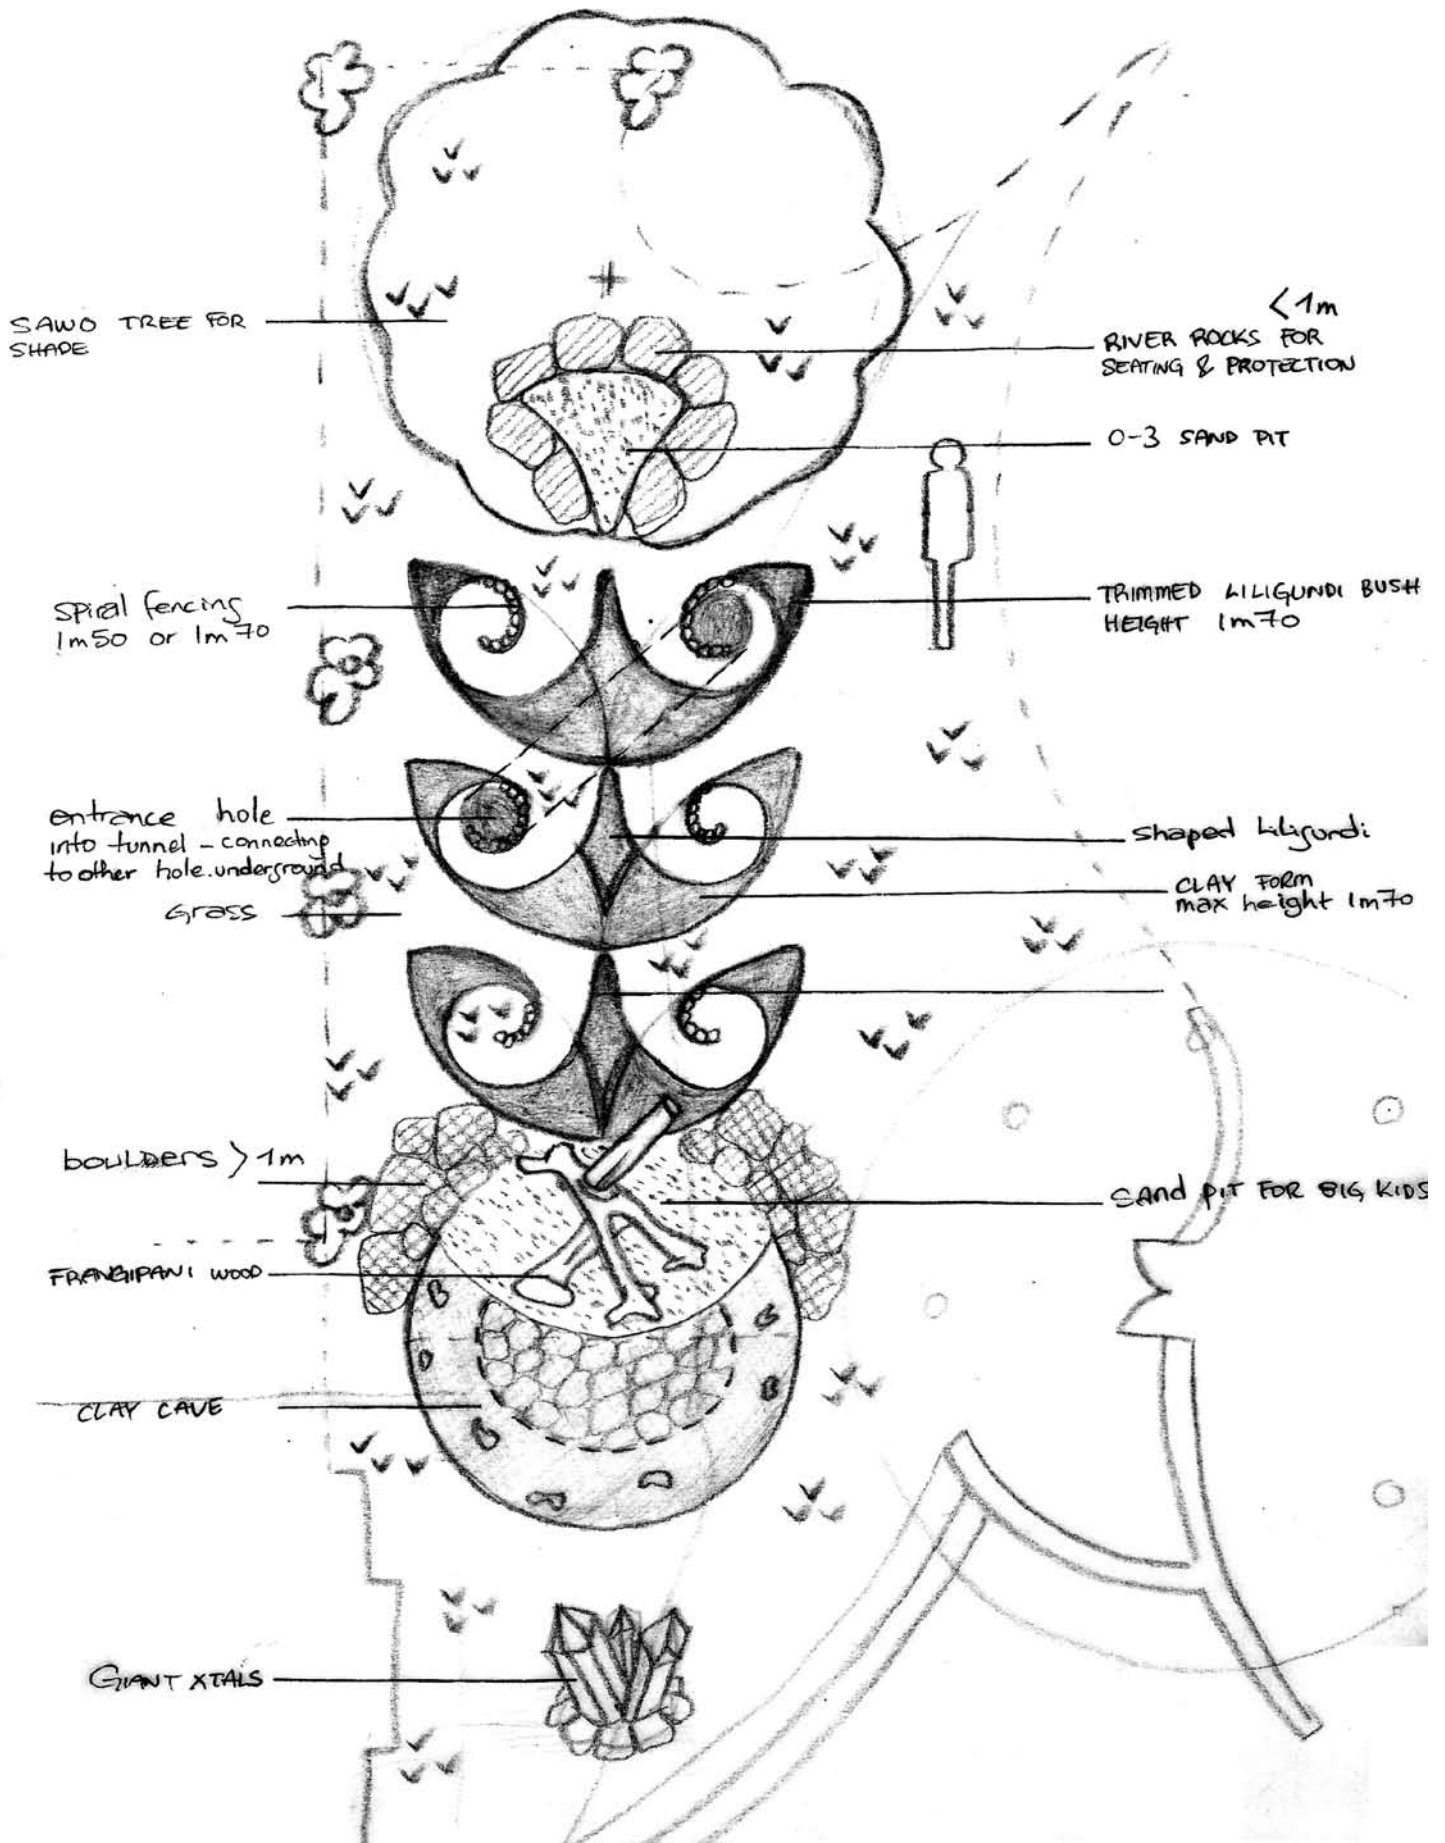 SAWO TREE FOR
SHADE
<1m
RIVER ROCKS FOR
SEATING & PROTECTION
0-3 SAND PIT
spiral fencing
1m50 or 1m70
TRIMMED LILIGUNDI BUSH
HEIGHT 1m70
entrance hole
into tunnel - connecting
to other hole.underground
Grass
shaped Liligundi
CLAY FORM
max height 1m70
boulders >1m
Sand pit FOR BIG KIDS
FRANGIPANI WOOD
CLAY CAVE
GIANT XTALS